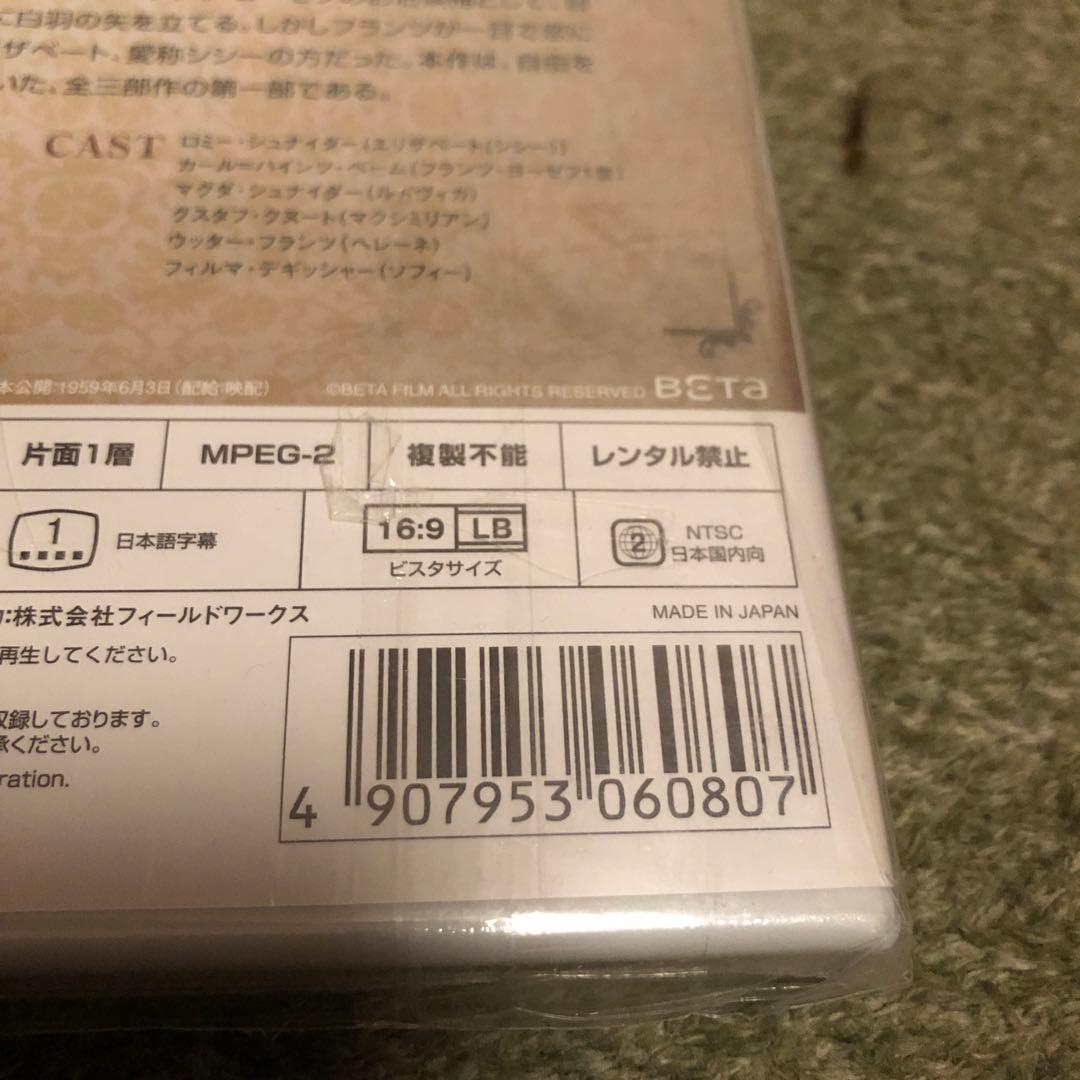 に白羽の矢を立てる。しかしフランツが一目で恋に
ザベート、愛称シシーの方だった。本作は、自由を
いた、全三部作の第一部である。
CAST ロミー・シュナイダー(エリザベート(シシー))
カール=ハインツ・ベーム(フランツ・ヨーゼフ1世)
マグダ・シュナイダー(ルドヴィカ)
グスタフ・クヌート(マクシミリアン)
ウッター・フランツ(ヘレーネ)
フィルマ・デギッシャー(ソフィー)
本公開:1959年6月3日(配給:映配) ©BETA FILM ALL RIGHTS RESERVED BETa
片面1層 MPEG-2 複製不能 レンタル禁止
1 日本語字幕 16:9 LB ビスタサイズ 2 NTSC 日本国内向
:株式会社フィールドワークス MADE IN JAPAN
再生してください。
収録しております。
承ください。
ration.
4 907953 060807